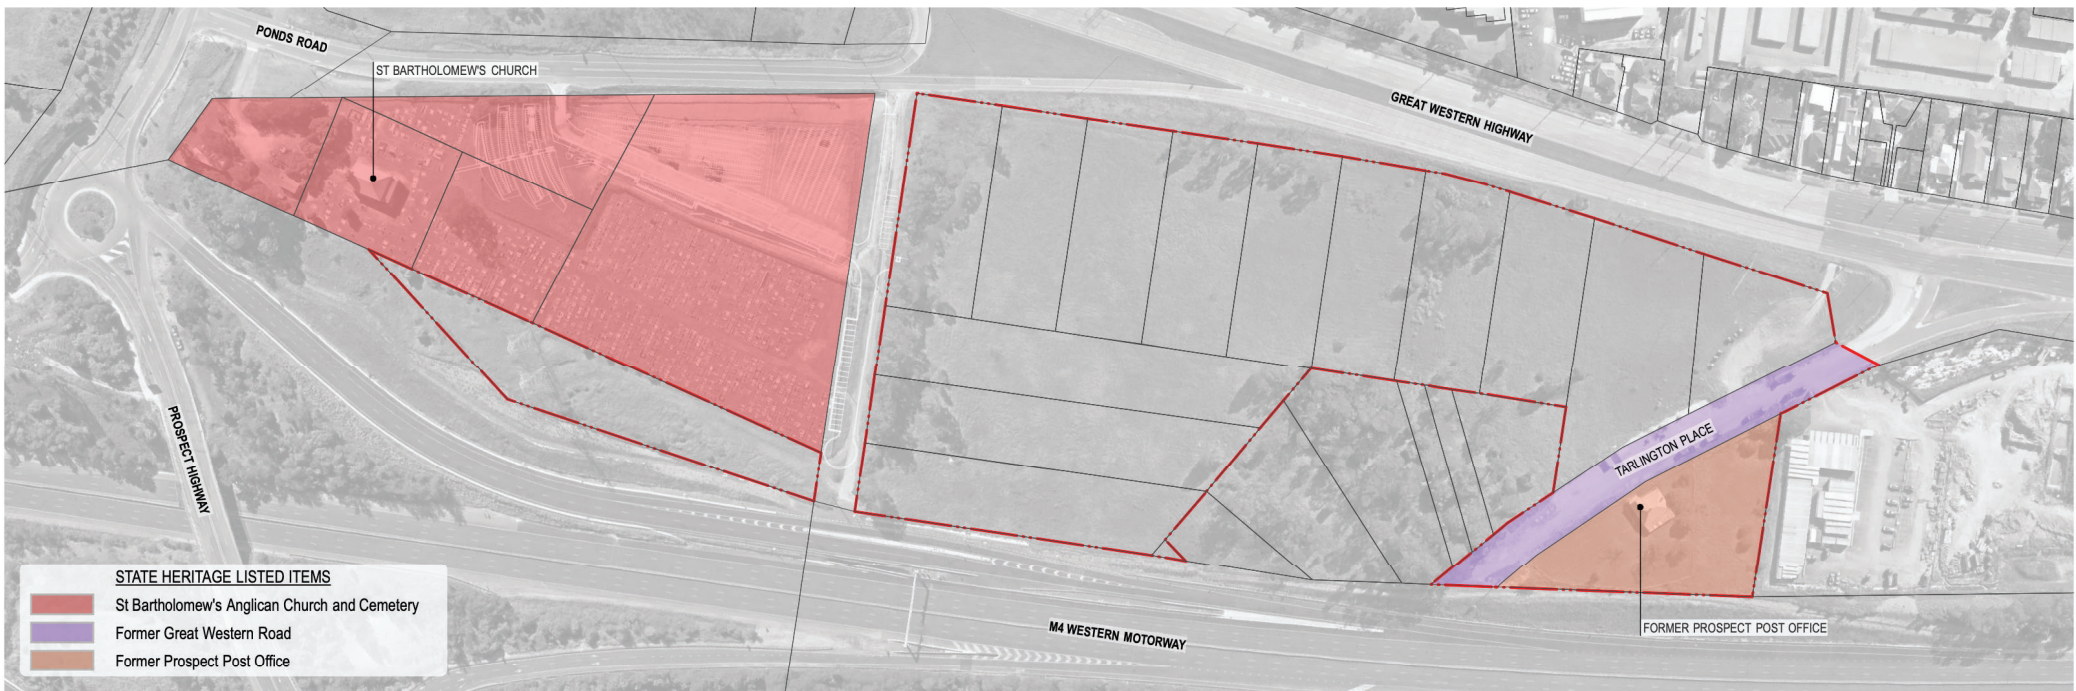 PONDS ROAD
ST BARTHOLOMEW'S CHURCH
GREAT WESTERN HIGHWAY
PROSPECT HIGHWAY
TARLINGTON PLACE
FORMER PROSPECT POST OFFICE
M4 WESTERN MOTORWAY
STATE HERITAGE LISTED ITEMS
St Bartholomew's Anglican Church and Cemetery
Former Great Western Road
Former Prospect Post Office